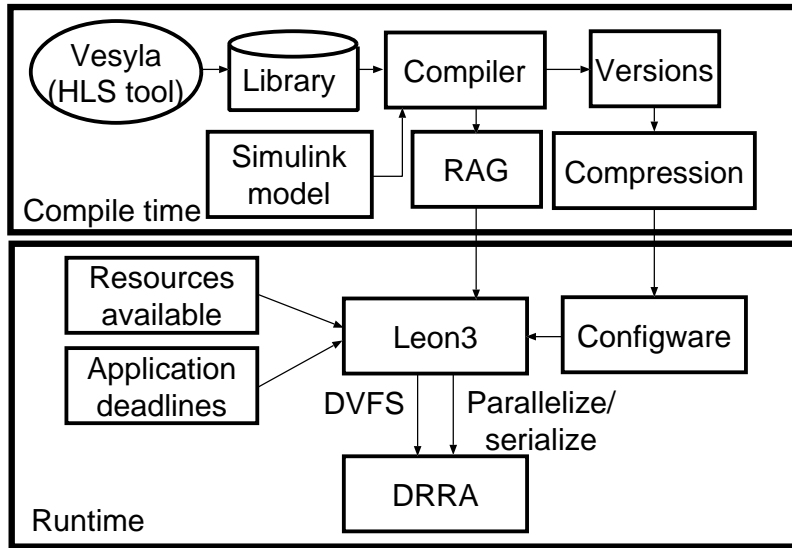 Vesyla
(HLS tool)
Library
Compiler
Versions
Simulink
model
RAG
Compression
Compile time
Resources
available
Leon3
Configware
Application
deadlines
DVFS
Parallelize/
serialize
DRRA
Runtime